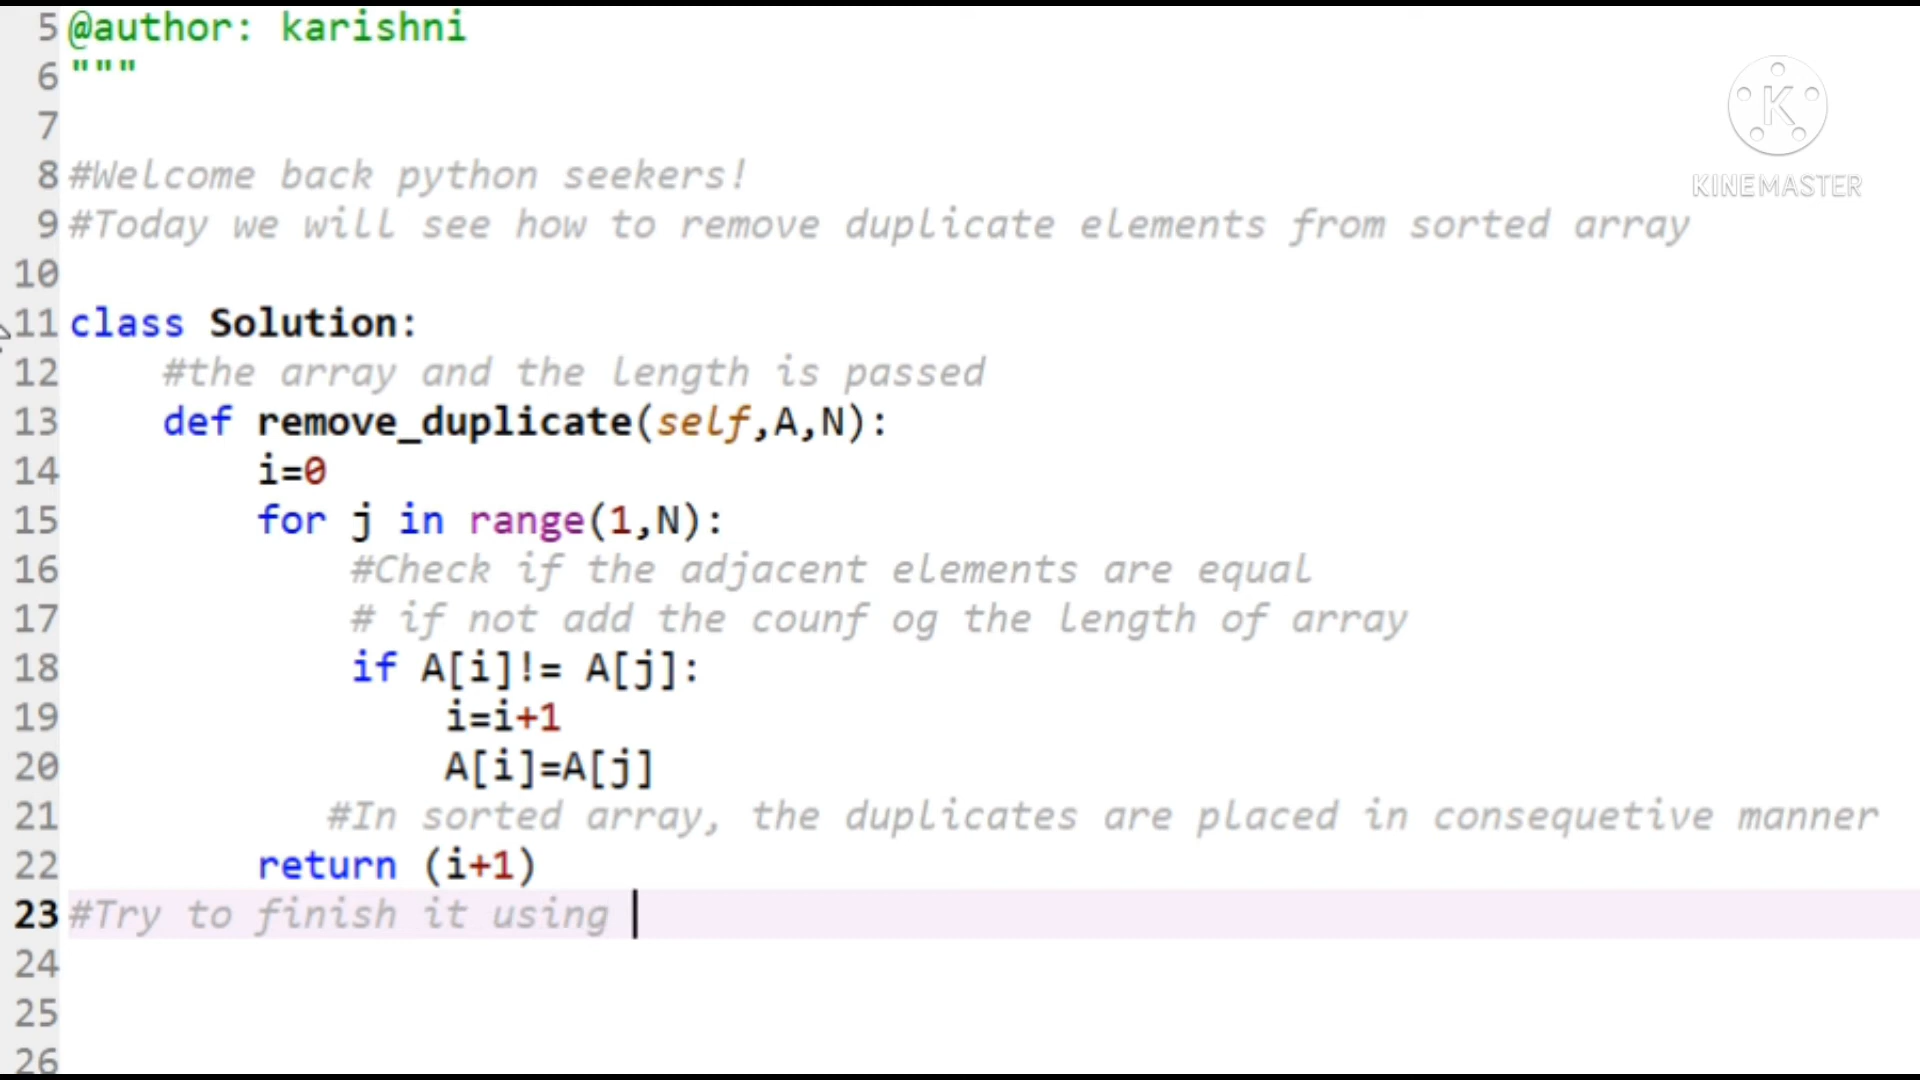 5 @author: karishni
6 """
7
8 #Welcome back python seekers!
9 #Today we will see how to remove duplicate elements from sorted array
10
11 class Solution:
12 #the array and the length is passed
13 def remove_duplicate(self,A,N):
14 i=0
15 for j in range(1,N):
16 #Check if the adjacent elements are equal
17 # if not add the counf og the length of array
18 if A[i]!= A[j]:
19 i=i+1
20 A[i]=A[j]
21 #In sorted array, the duplicates are placed in consequetive manner
22 return (i+1)
23 #Try to finish it using
24
25
26
K
KINEMASTER